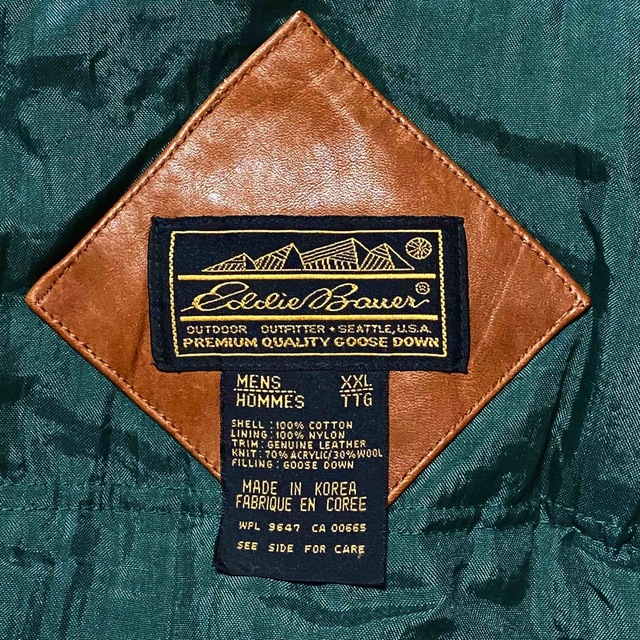 Eddie Bauer ®
OUTDOOR OUTFITTER • SEATTLE, U.S.A.
PREMIUM QUALITY GOOSE DOWN
MENS XXL
HOMMES TTG
SHELL: 100% COTTON
LINING: 100% NYLON
TRIM: GENUINE LEATHER
KNIT: 70% ACRYLIC/30% WOOL
FILLING: GOOSE DOWN
MADE IN KOREA
FABRIQUE EN COREE
WPL 9647 CA 00665
SEE SIDE FOR CARE